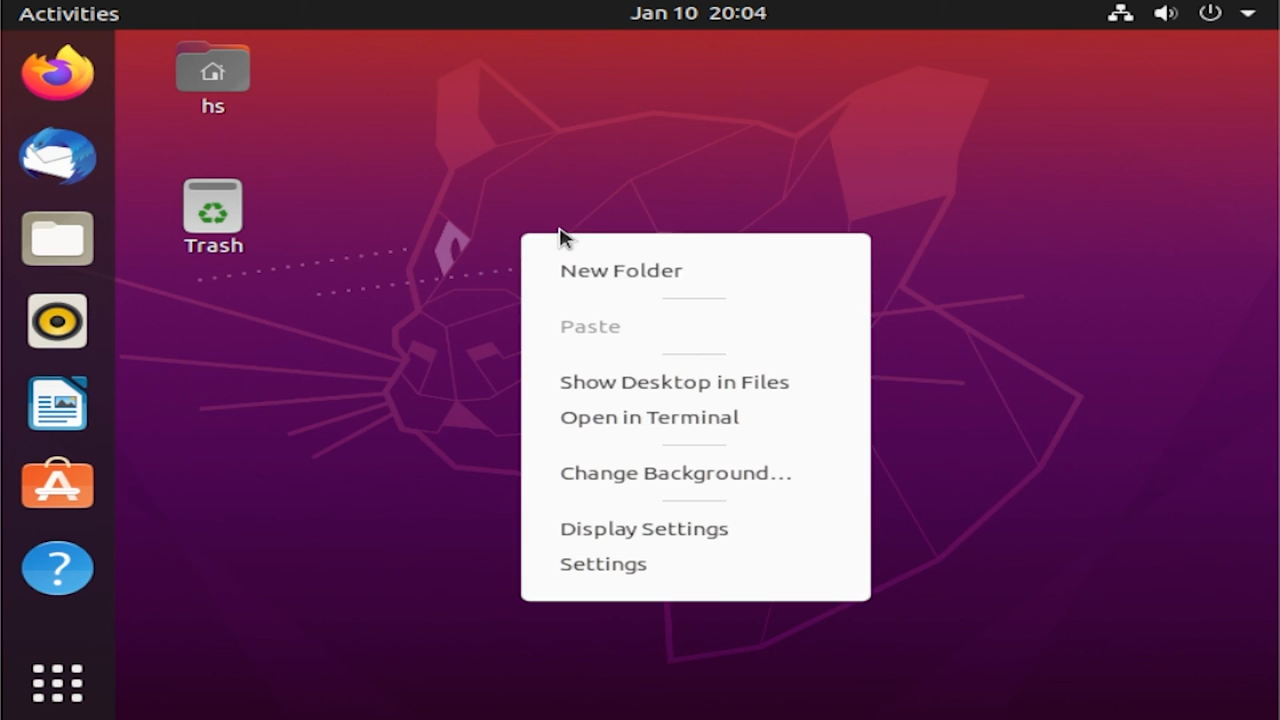 Activities
Jan 10 20:04
hs
Trash
New Folder
Paste
Show Desktop in Files
Open in Terminal
Change Background...
Display Settings
Settings
?